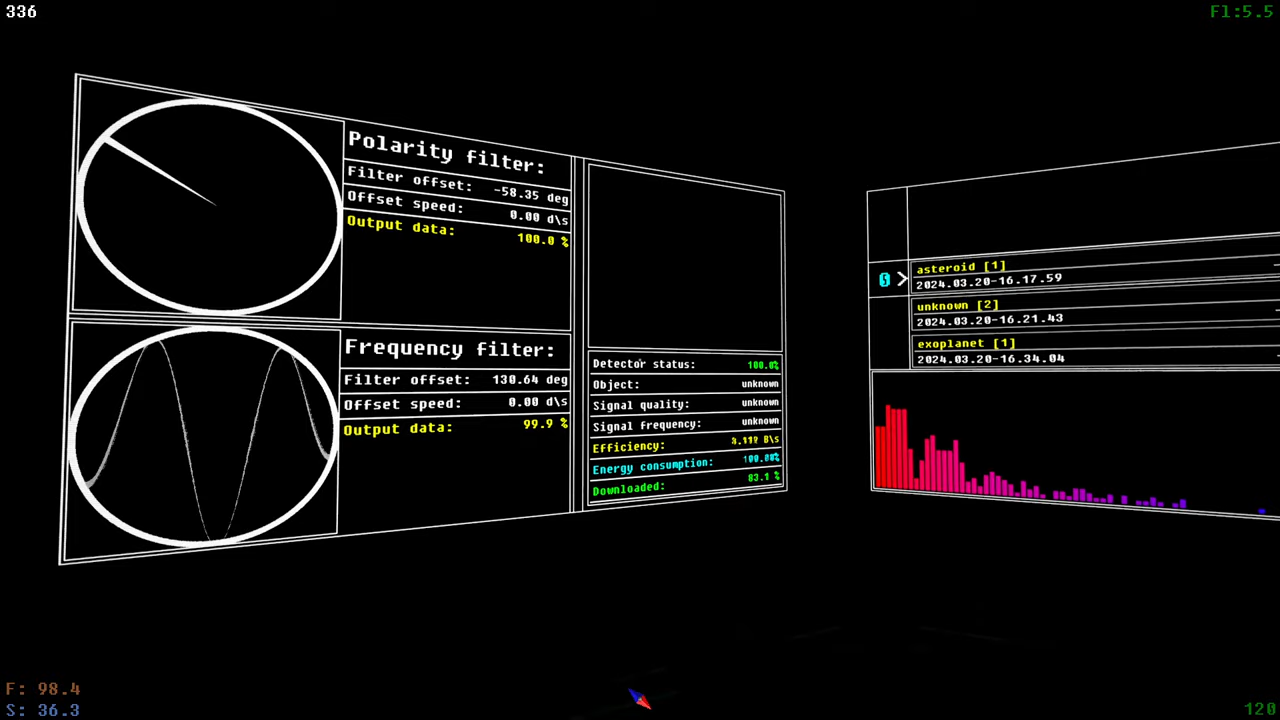 336
Fl:5.5
Polarity filter:
Filter offset: -58.35 deg
Offset speed: 0.00 d\s
Output data: 100.0 %
Frequency filter:
Filter offset: 130.64 deg
Offset speed: 0.00 d\s
Output data: 99.9 %
Detector status: 100.0%
Object: unknown
Signal quality: unknown
Signal frequency: unknown
Efficiency: B\s
Energy consumption:
Downloaded: 83.1 %
asteroid [1]
2024.03.20-16.17.59
unknown [2]
2024.03.20-16.21.43
exoplanet [1]
2024.03.20-16.34.04
F: 98.4
S: 36.3
120